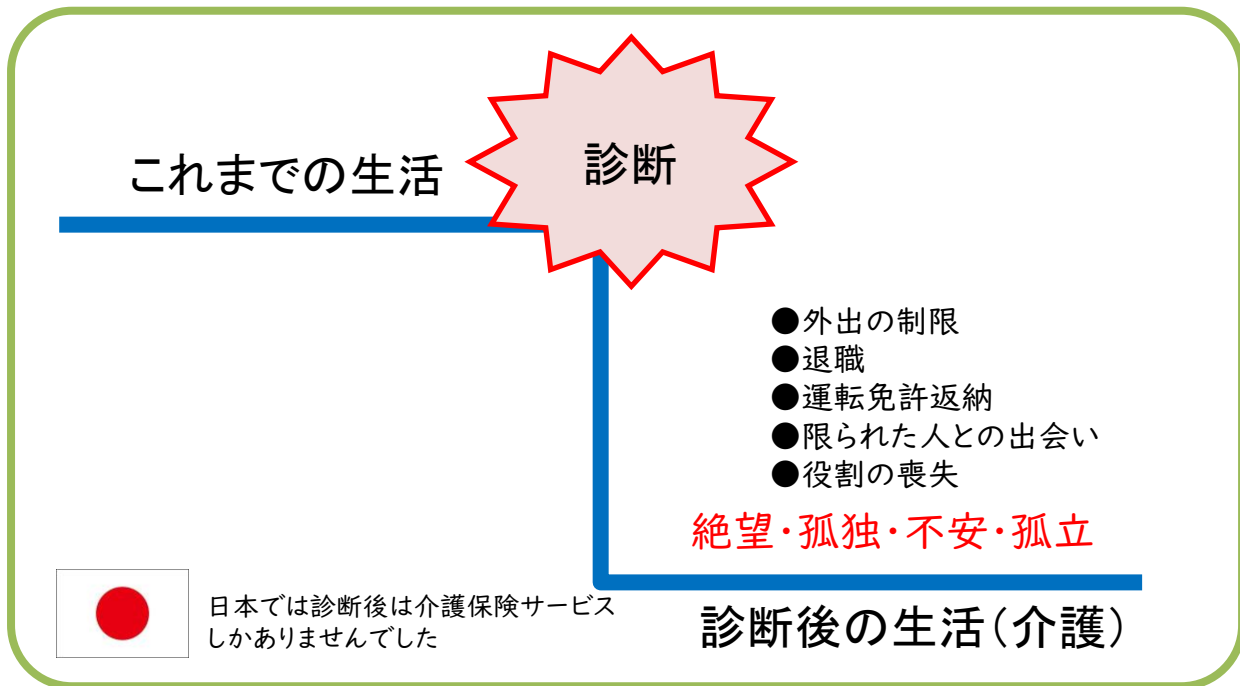 これまでの生活
診断
●外出の制限
●退職
●運転免許返納
●限られた人との出会い
●役割の喪失
絶望・孤独・不安・孤立
日本では診断後は介護保険サービス
しかありませんでした
診断後の生活（介護）